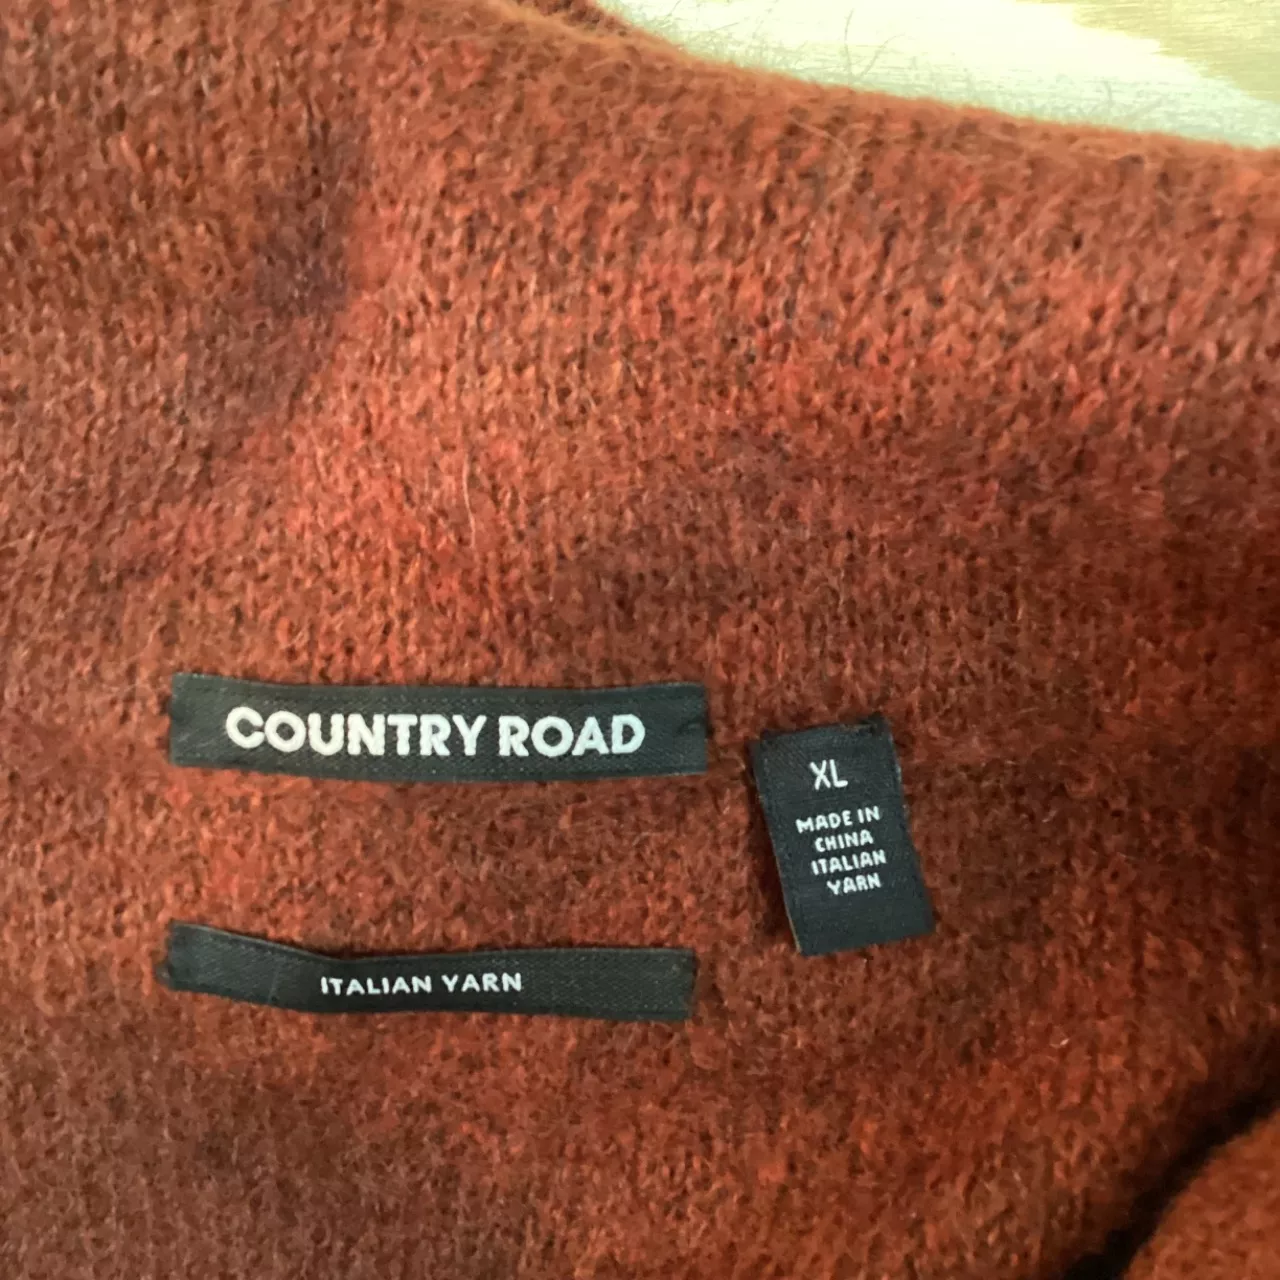 COUNTRY ROAD
XL
MADE IN
CHINA
ITALIAN
YARN
ITALIAN YARN